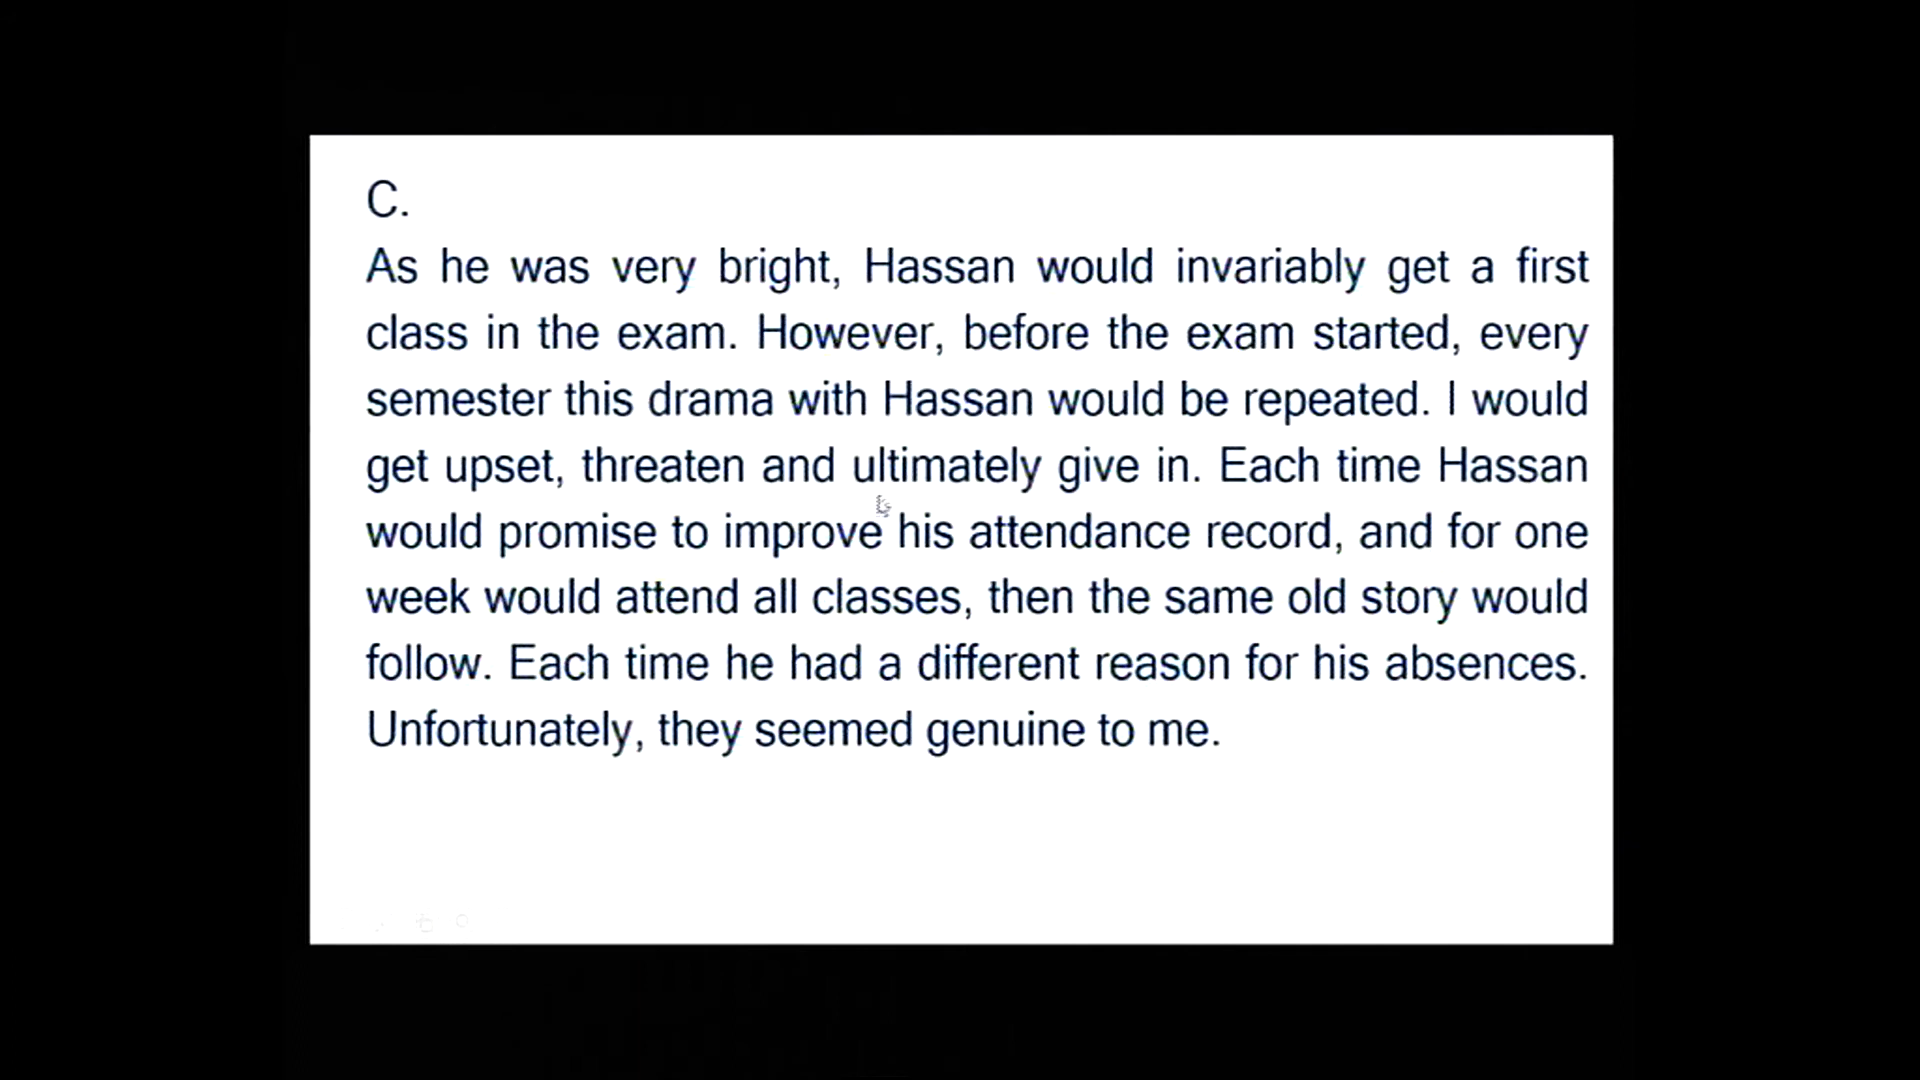 C.
As he was very bright, Hassan would invariably get a first
class in the exam. However, before the exam started, every
semester this drama with Hassan would be repeated. I would
get upset, threaten and ultimately give in. Each time Hassan
would promise to improve his attendance record, and for one
week would attend all classes, then the same old story would
follow. Each time he had a different reason for his absences.
Unfortunately, they seemed genuine to me.